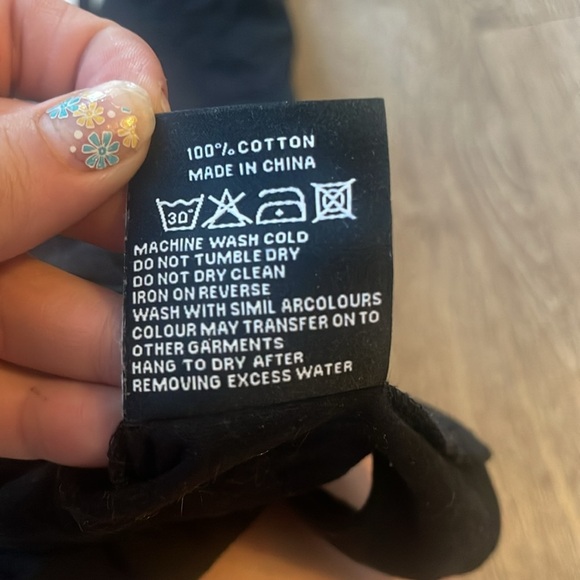 100% COTTON
MADE IN CHINA
30°
MACHINE WASH COLD
DO NOT TUMBLE DRY
DO NOT DRY CLEAN
IRON ON REVERSE
WASH WITH SIMIL ARCOLOURS
COLOUR MAY TRANSFER ON TO
OTHER GARMENTS
HANG TO DRY AFTER
REMOVING EXCESS WATER